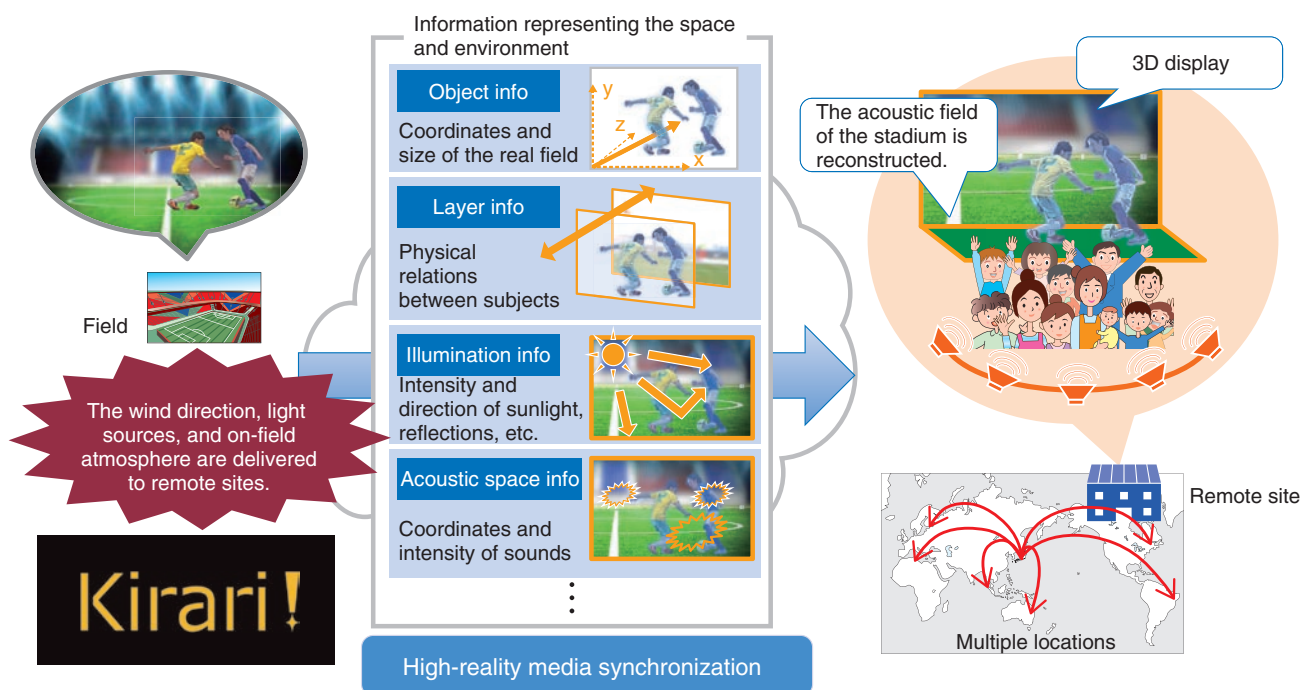 Information representing the space
and environment
Object info
Coordinates and
size of the real field
y
z
x
Layer info
Physical
relations
between subjects
Illumination info
Intensity and
direction of sunlight,
reflections, etc.
Acoustic space info
Coordinates and
intensity of sounds
High-reality media synchronization
Field
The wind direction, light
sources, and on-field
atmosphere are delivered
to remote sites.
Kirari!
3D display
The acoustic field
of the stadium is
reconstructed.
Remote site
Multiple locations